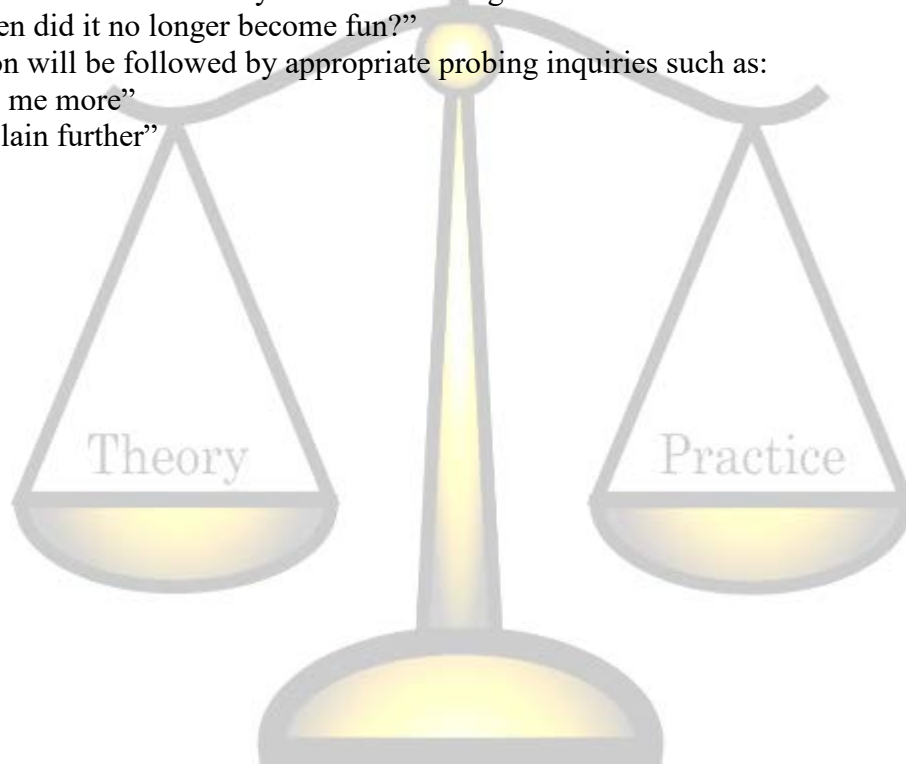 en did it no longer become fun?”
on will be followed by appropriate probing inquiries such as:
me more”
lain further”
Theory
Practice